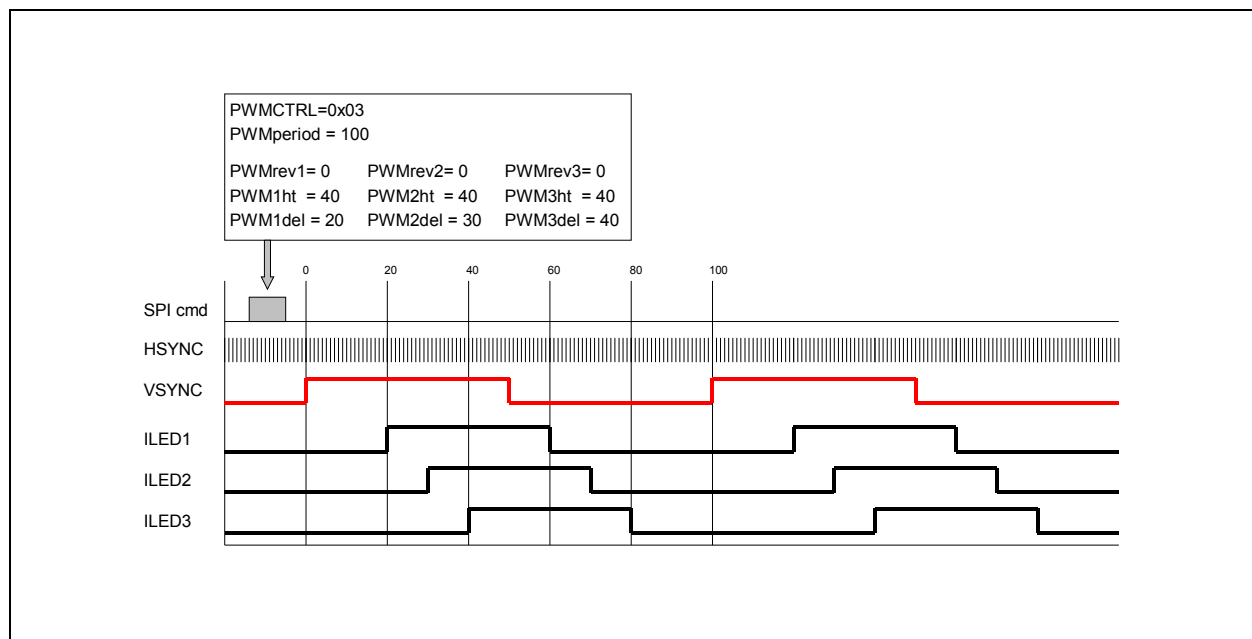 PWMCTRL=0x03
PWMperiod = 100
PWMrev1= 0 PWMrev2= 0 PWMrev3= 0
PWM1ht = 40 PWM2ht = 40 PWM3ht = 40
PWM1del = 20 PWM2del = 30 PWM3del = 40
0 20 40 60 80 100
SPI cmd
HSYNC
VSYNC
ILED1
ILED2
ILED3